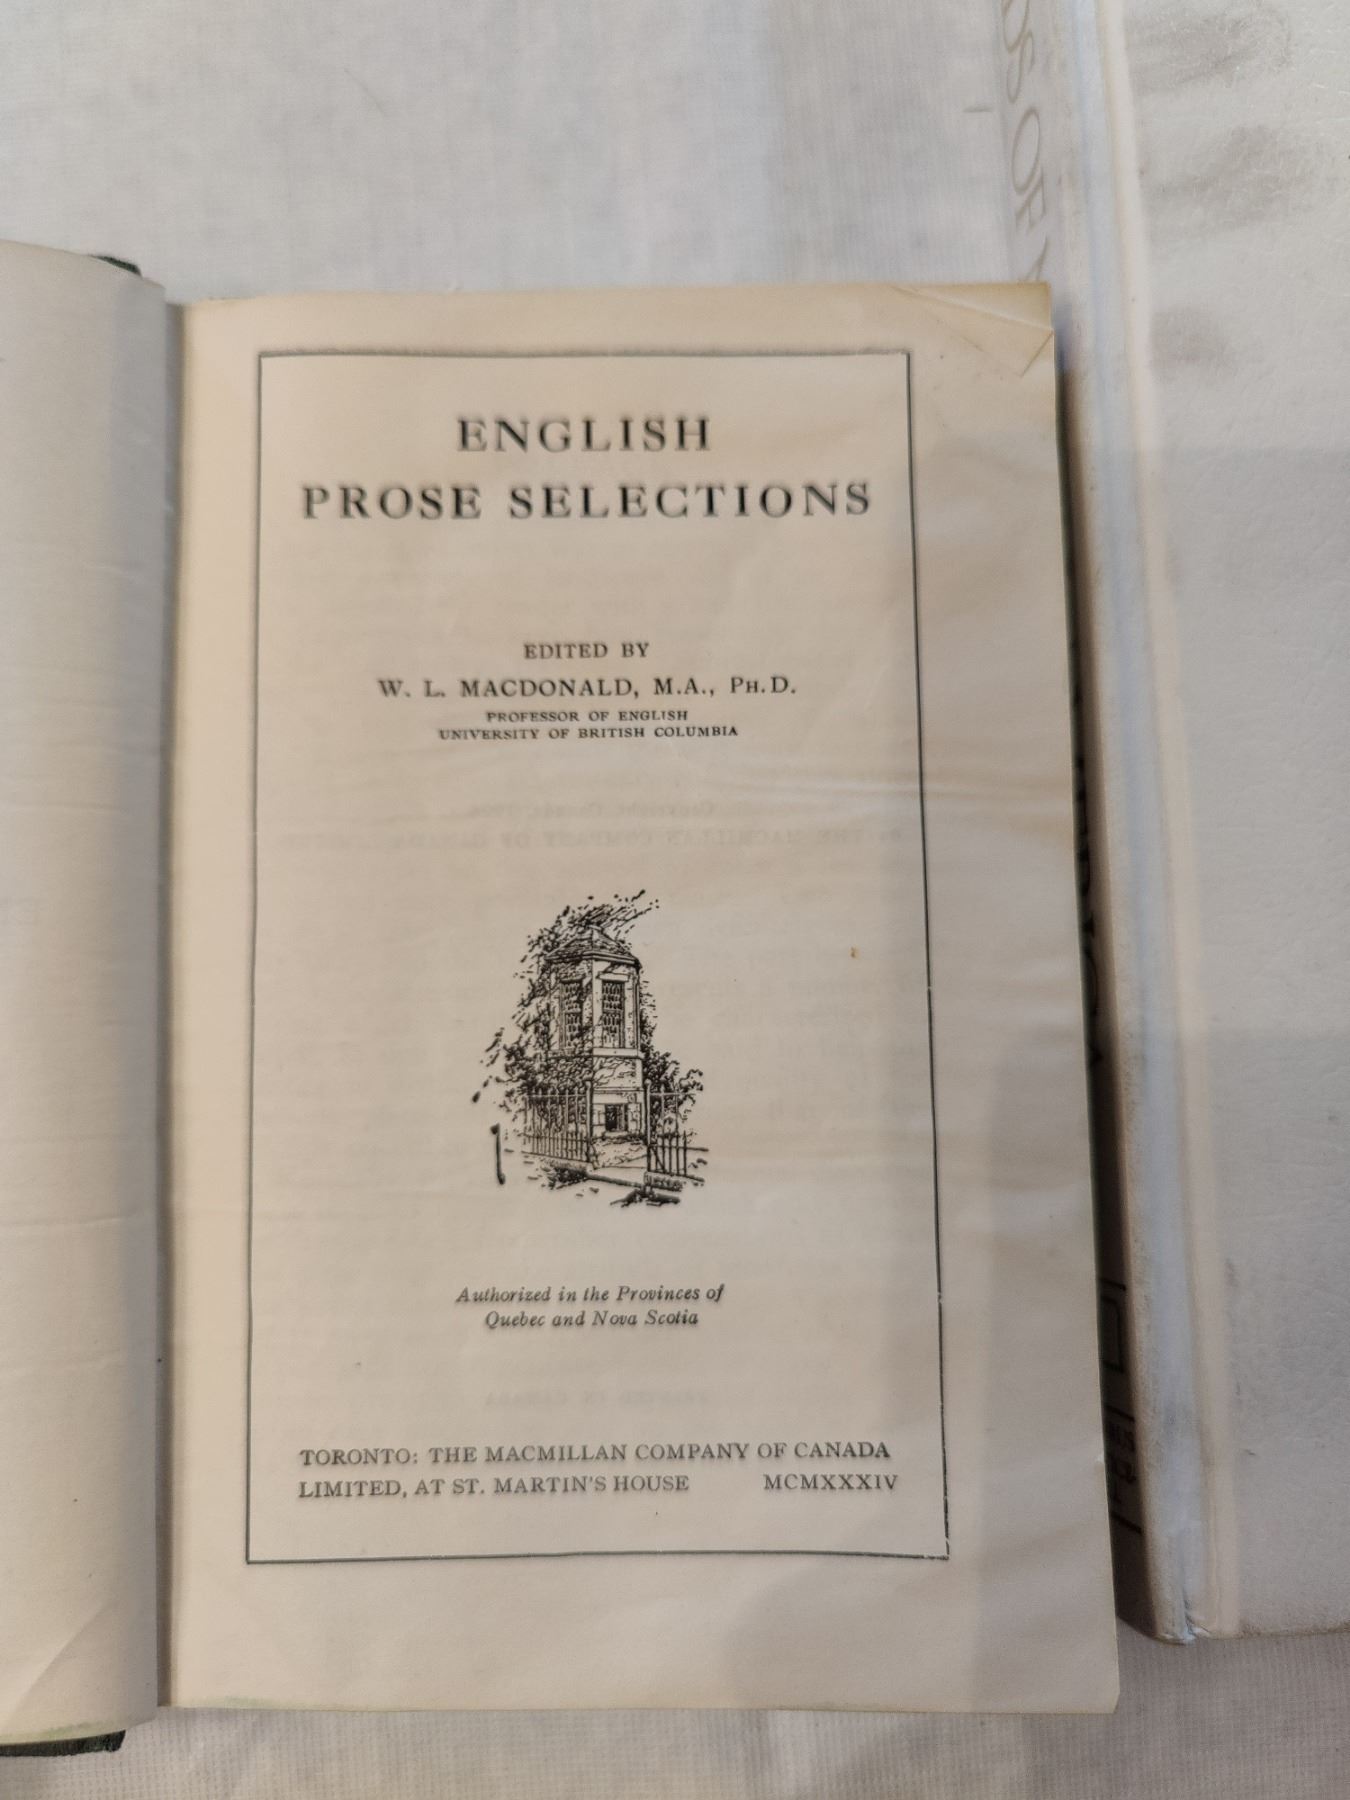 ENGLISH
PROSE SELECTIONS
EDITED BY
W. L. MACDONALD, M.A., PH.D.
PROFESSOR OF ENGLISH
UNIVERSITY OF BRITISH COLUMBIA
Authorized in the Provinces of
Quebec and Nova Scotia
TORONTO: THE MACMILLAN COMPANY OF CANADA
LIMITED, AT ST. MARTIN'S HOUSE MCMXXXIV
OF